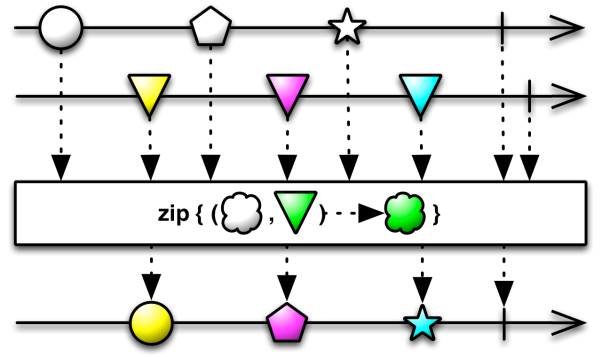 zip { ( , ) }